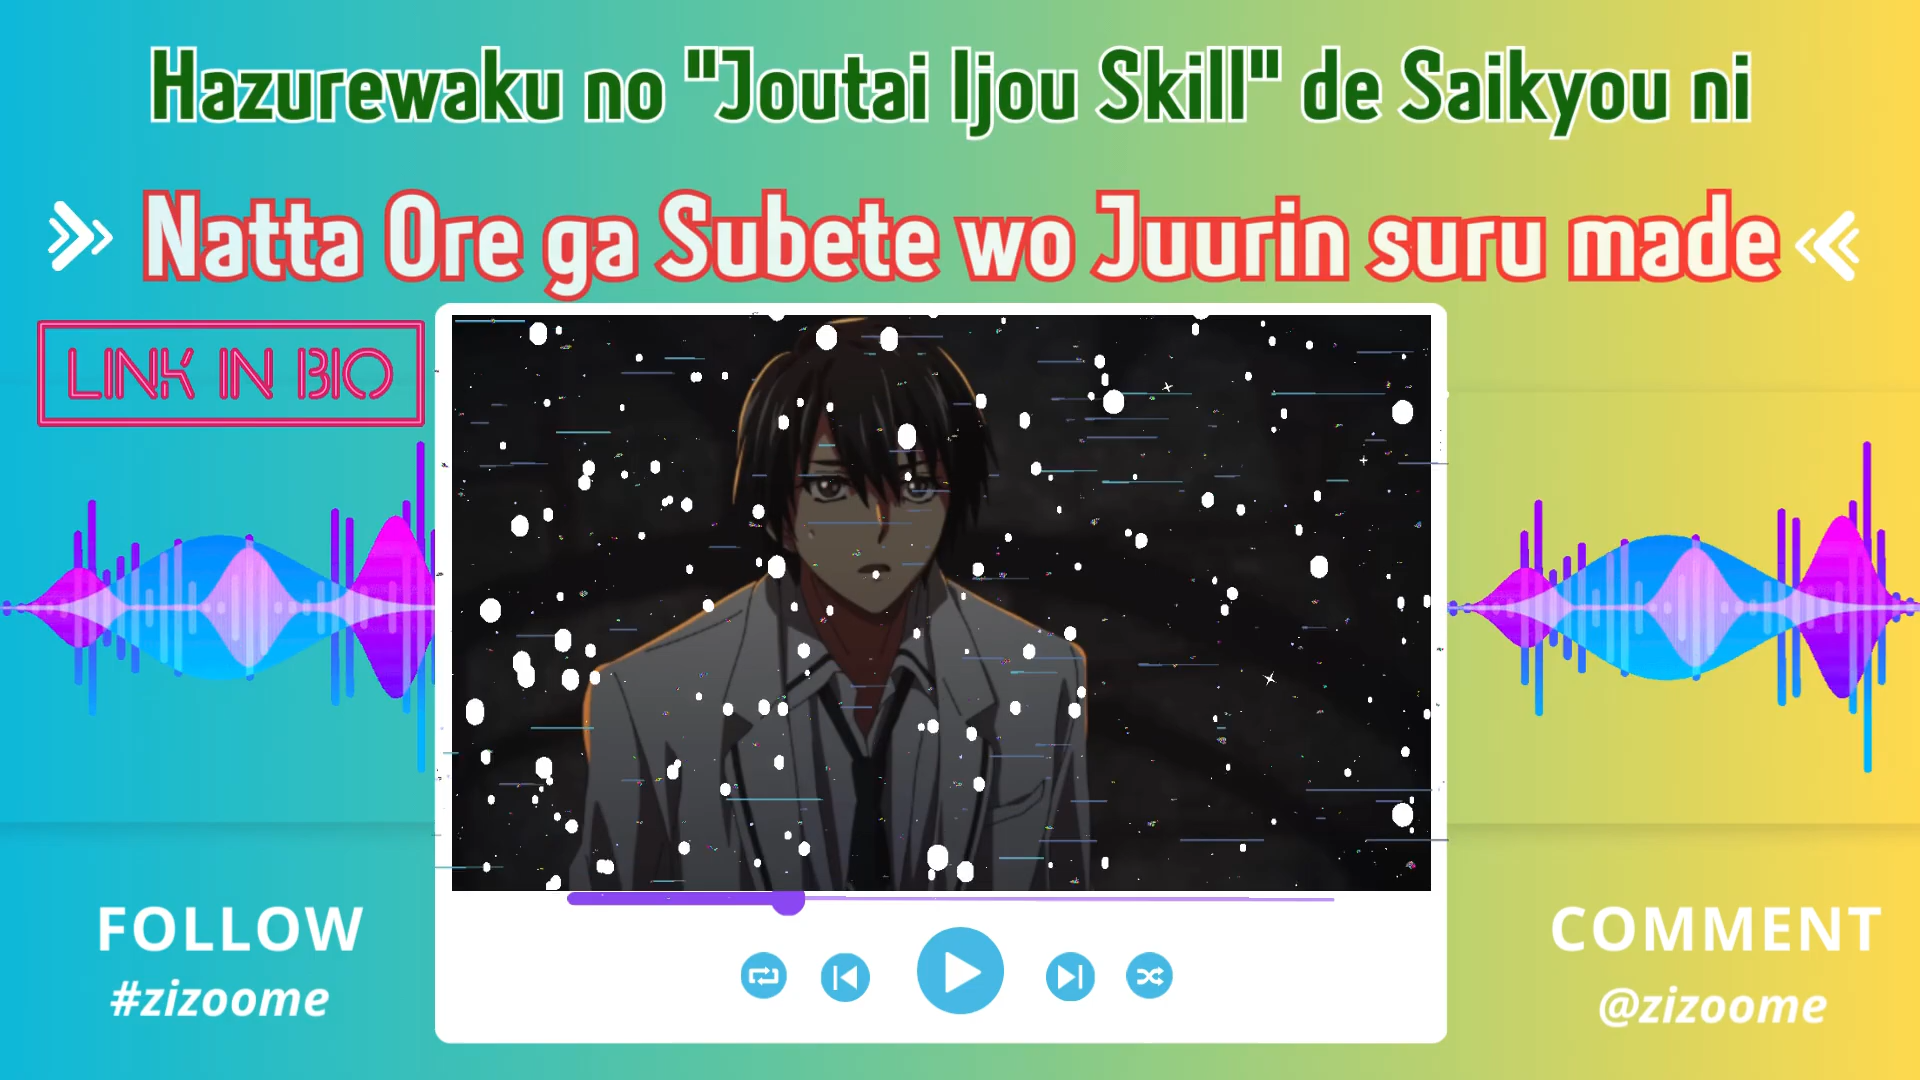 Hazurewaku no "Joutai Ijou Skill" de Saikyou ni
Natta Ore ga Subete wo Juurin suru made
LINK IN BIO
FOLLOW
#zizoome
COMMENT
@zizoome